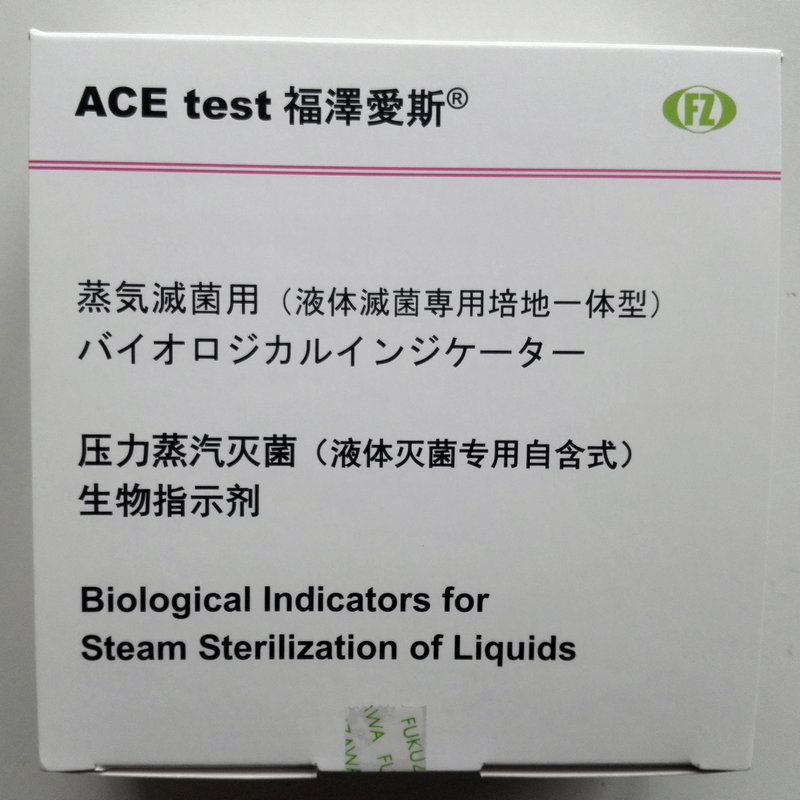 ACE test 福澤愛斯®
FZ
蒸気滅菌用（液体滅菌専用培地一体型）
バイオロジカルインジケーター
压力蒸汽灭菌（液体灭菌专用自含式）
生物指示剂
Biological Indicators for
Steam Sterilization of Liquids
FUKUZ